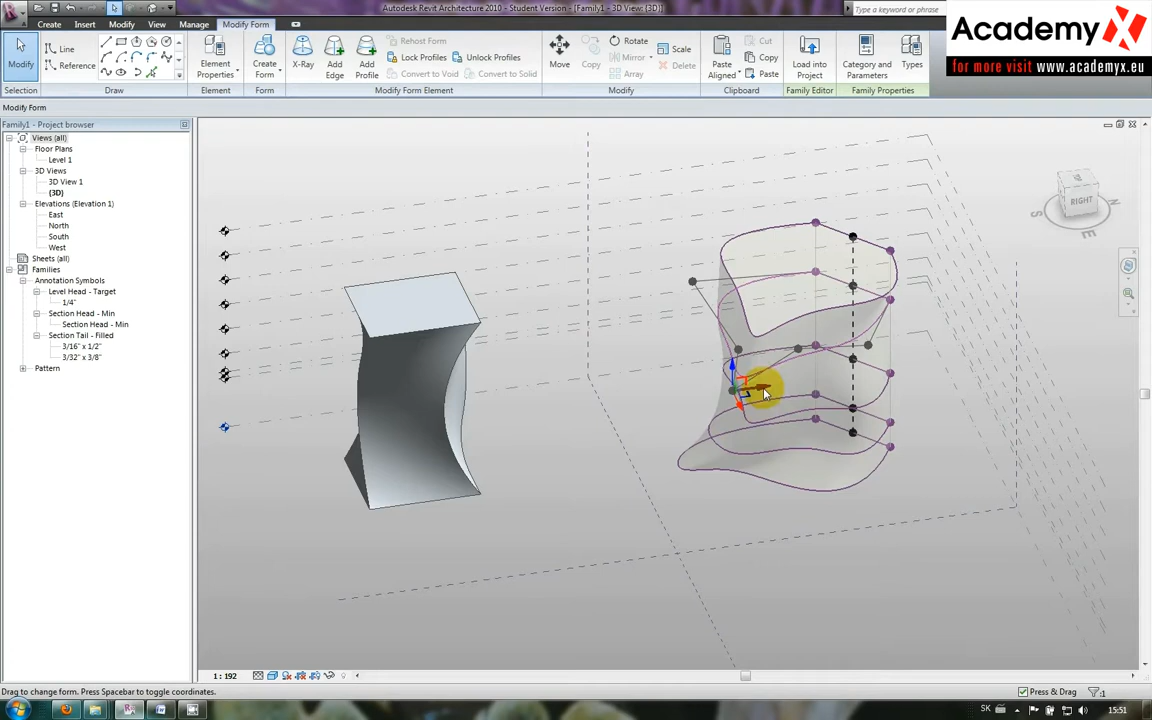 Autodesk Revit Architecture 2010 - Student Version - [Family1 - 3D View: {3D}]
Type a keyword or phrase
Academy X
for more visit www.academyx.eu
Home Insert Modify View Manage Modify Form
Modify
Line
Reference
Element Properties
Create Form
X-Ray
Add Edge
Add Profile
Rehost Form
Lock Profiles
Unlock Profiles
Convert to Void
Convert to Solid
Move
Copy
Rotate
Mirror
Array
Scale
Delete
Paste Aligned
Cut
Copy
Paste
Load into Project
Category and Parameters
Types
Selection Draw Element Form Modify Form Element Modify Clipboard Family Editor Family Properties
Modify Form
Family1 - Project browser
Views (all)
Floor Plans
Level 1
3D Views
3D View 1
{3D}
Elevations (Elevation 1)
East
North
South
West
Sheets (all)
Families
Annotation Symbols
Level Head - Target
1/4"
Section Head - Min
Section Head - Min
Section Tail - Filled
3/16" x 1/2"
3/32" x 3/8"
Pattern
RIGHT
S
E
N
1 : 192
Drag to change form. Press Spacebar to toggle coordinates.
Press & Drag
:1
SK
15:51